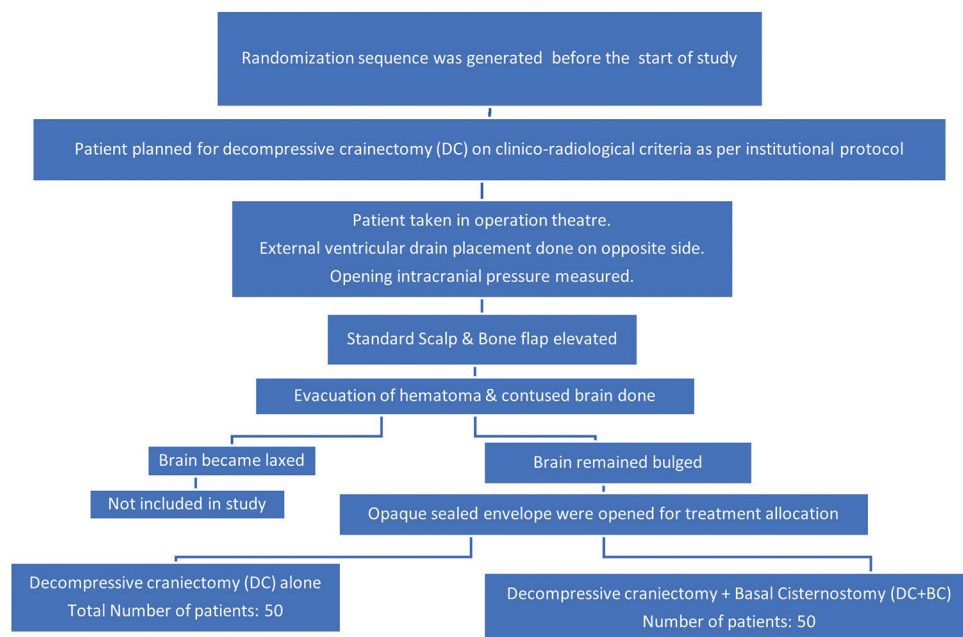 Randomization sequence was generated before the start of study
Patient planned for decompressive crainectomy (DC) on clinico-radiological criteria as per institutional protocol
Patient taken in operation theatre.
External ventricular drain placement done on opposite side.
Opening intracranial pressure measured.
Standard Scalp & Bone flap elevated
Evacuation of hematoma & contused brain done
Brain became laxed
Brain remained bulged
Not included in study
Opaque sealed envelope were opened for treatment allocation
Decompressive craniectomy (DC) alone
Total Number of patients: 50
Decompressive craniectomy + Basal Cisternostomy (DC+BC)
Number of patients: 50